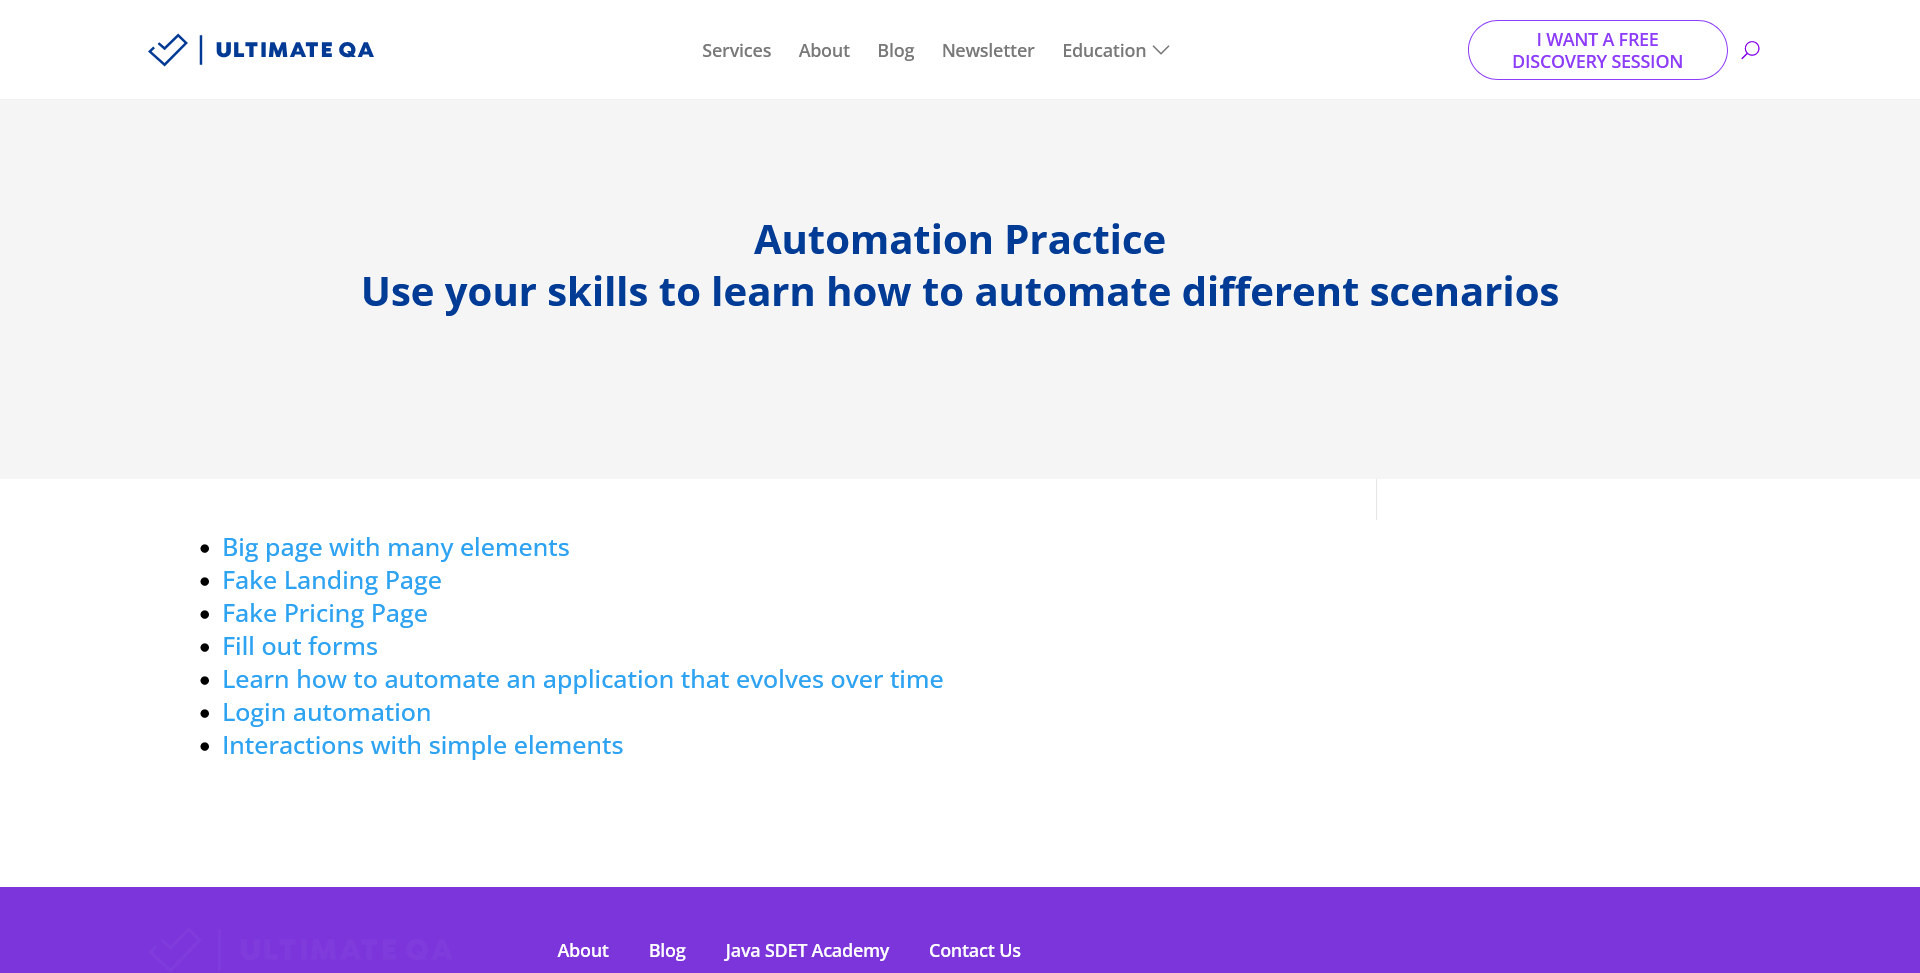 ULTIMATE QA
Services About Blog Newsletter Education
I WANT A FREE
DISCOVERY SESSION
Automation Practice
Use your skills to learn how to automate different scenarios
Big page with many elements
Fake Landing Page
Fake Pricing Page
Fill out forms
Learn how to automate an application that evolves over time
Login automation
Interactions with simple elements
ULTIMATE QA
About Blog Java SDET Academy Contact Us